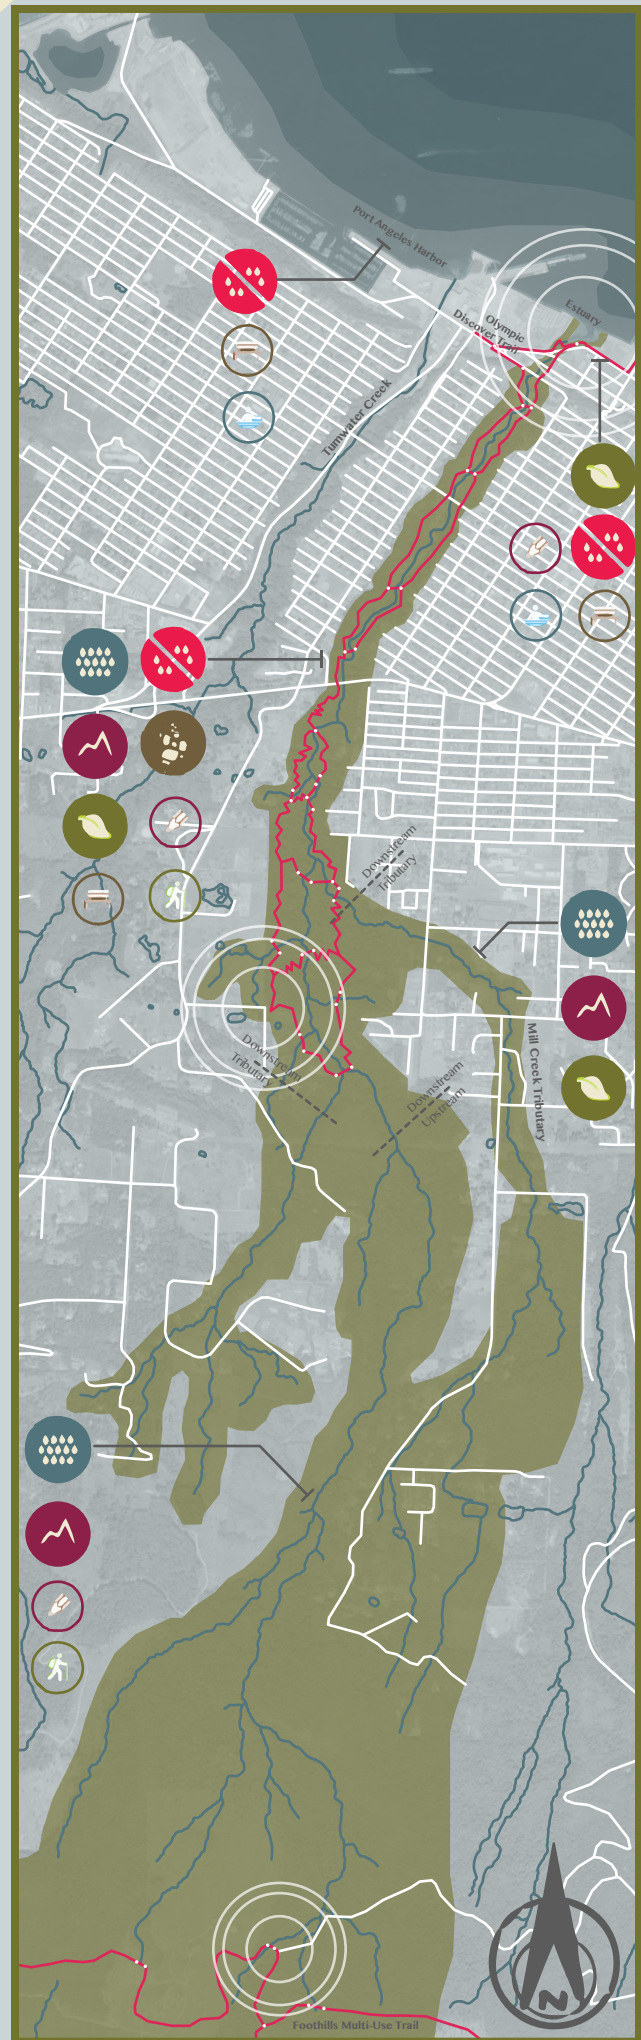 Port Angeles Harbor
Estuary
Olympic
Discover Trail
Tumwater Creek
Downstream
Tributary
Mill Creek Tributary
Downstream
Tributary
Downstream
Upstream
N
Foothills Multi-Use Trail